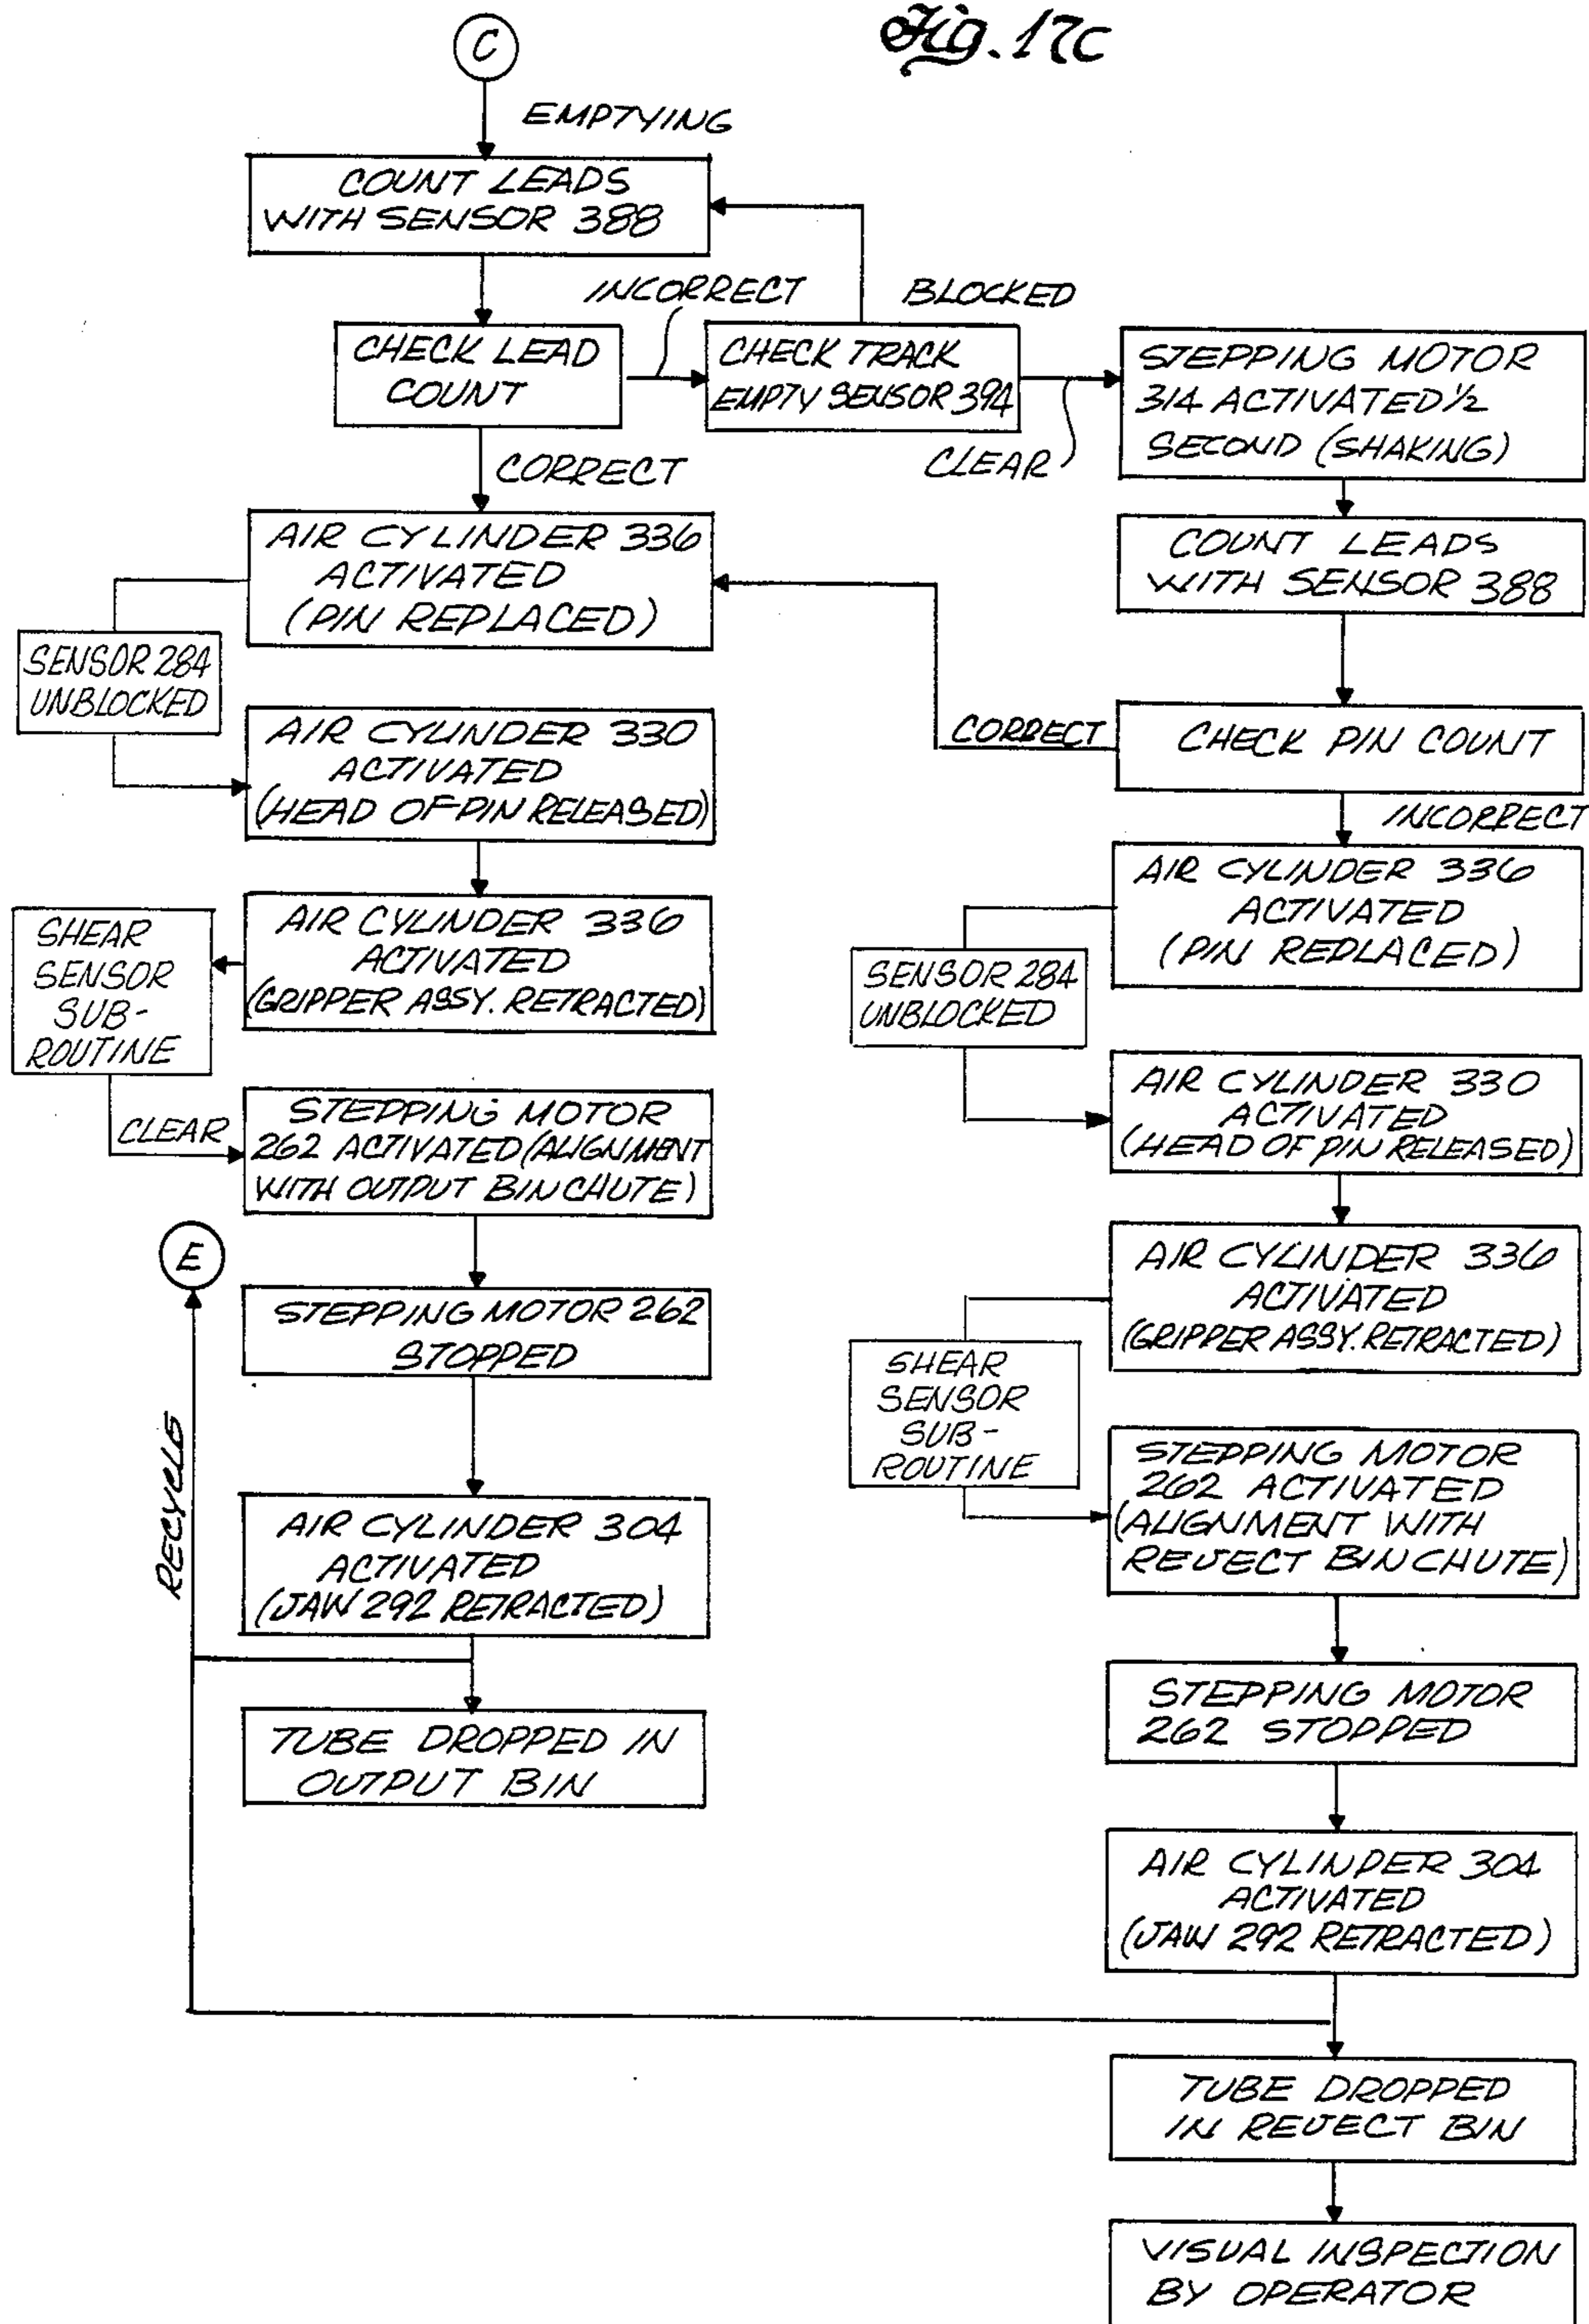 Fig. 17c
C
EMPTYING
COUNT LEADS
WITH SENSOR 388
INCORRECT
BLOCKED
CHECK LEAD
COUNT
CHECK TRACK
EMPTY SENSOR 394
CLEAR
STEPPING MOTOR
314 ACTIVATED 1/2
SECOND (SHAKING)
CORRECT
AIR CYLINDER 336
ACTIVATED
(PIN REPLACED)
COUNT LEADS
WITH SENSOR 388
SENSOR 284
UNBLOCKED
AIR CYLINDER 330
ACTIVATED
(HEAD OF PIN RELEASED)
CORRECT
CHECK PIN COUNT
INCORRECT
AIR CYLINDER 336
ACTIVATED
(PIN REPLACED)
SHEAR
SENSOR
SUB-
ROUTINE
AIR CYLINDER 336
ACTIVATED
(GRIPPER ASSY. RETRACTED)
SENSOR 284
UNBLOCKED
CLEAR
STEPPING MOTOR
262 ACTIVATED (ALIGNMENT
WITH OUTPUT BIN CHUTE)
AIR CYLINDER 330
ACTIVATED
(HEAD OF PIN RELEASED)
E
STEPPING MOTOR 262
STOPPED
AIR CYLINDER 336
ACTIVATED
(GRIPPER ASSY. RETRACTED)
SHEAR
SENSOR
SUB-
ROUTINE
RECYCLE
AIR CYLINDER 304
ACTIVATED
(JAW 292 RETRACTED)
STEPPING MOTOR
262 ACTIVATED
(ALIGNMENT WITH
REJECT BIN CHUTE)
TUBE DROPPED IN
OUTPUT BIN
STEPPING MOTOR
262 STOPPED
AIR CYLINDER 304
ACTIVATED
(JAW 292 RETRACTED)
TUBE DROPPED
IN REJECT BIN
VISUAL INSPECTION
BY OPERATOR